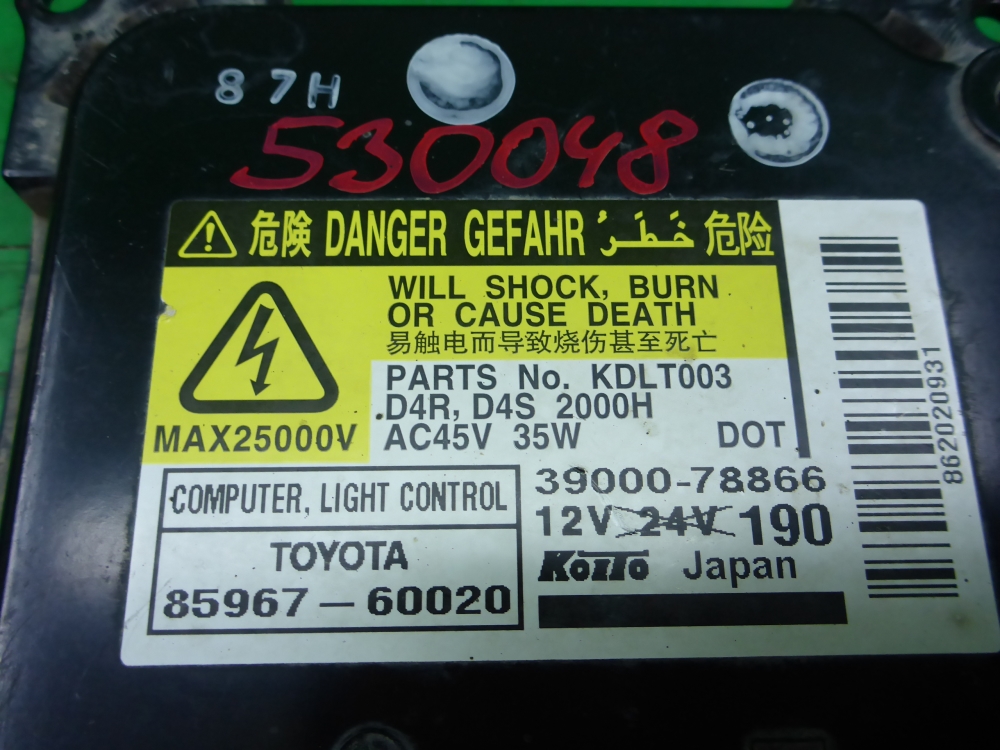 87H
530048
危険 DANGER GEFAHR خَطَرٌ 危险
WILL SHOCK, BURN
OR CAUSE DEATH
易触电而导致烧伤甚至死亡
PARTS No. KDLT003
D4R, D4S 2000H
MAX25000V AC45V 35W DOT
COMPUTER, LIGHT CONTROL
TOYOTA
85967-60020
39000-78866
12V 24V 190
KOITO Japan
862020931